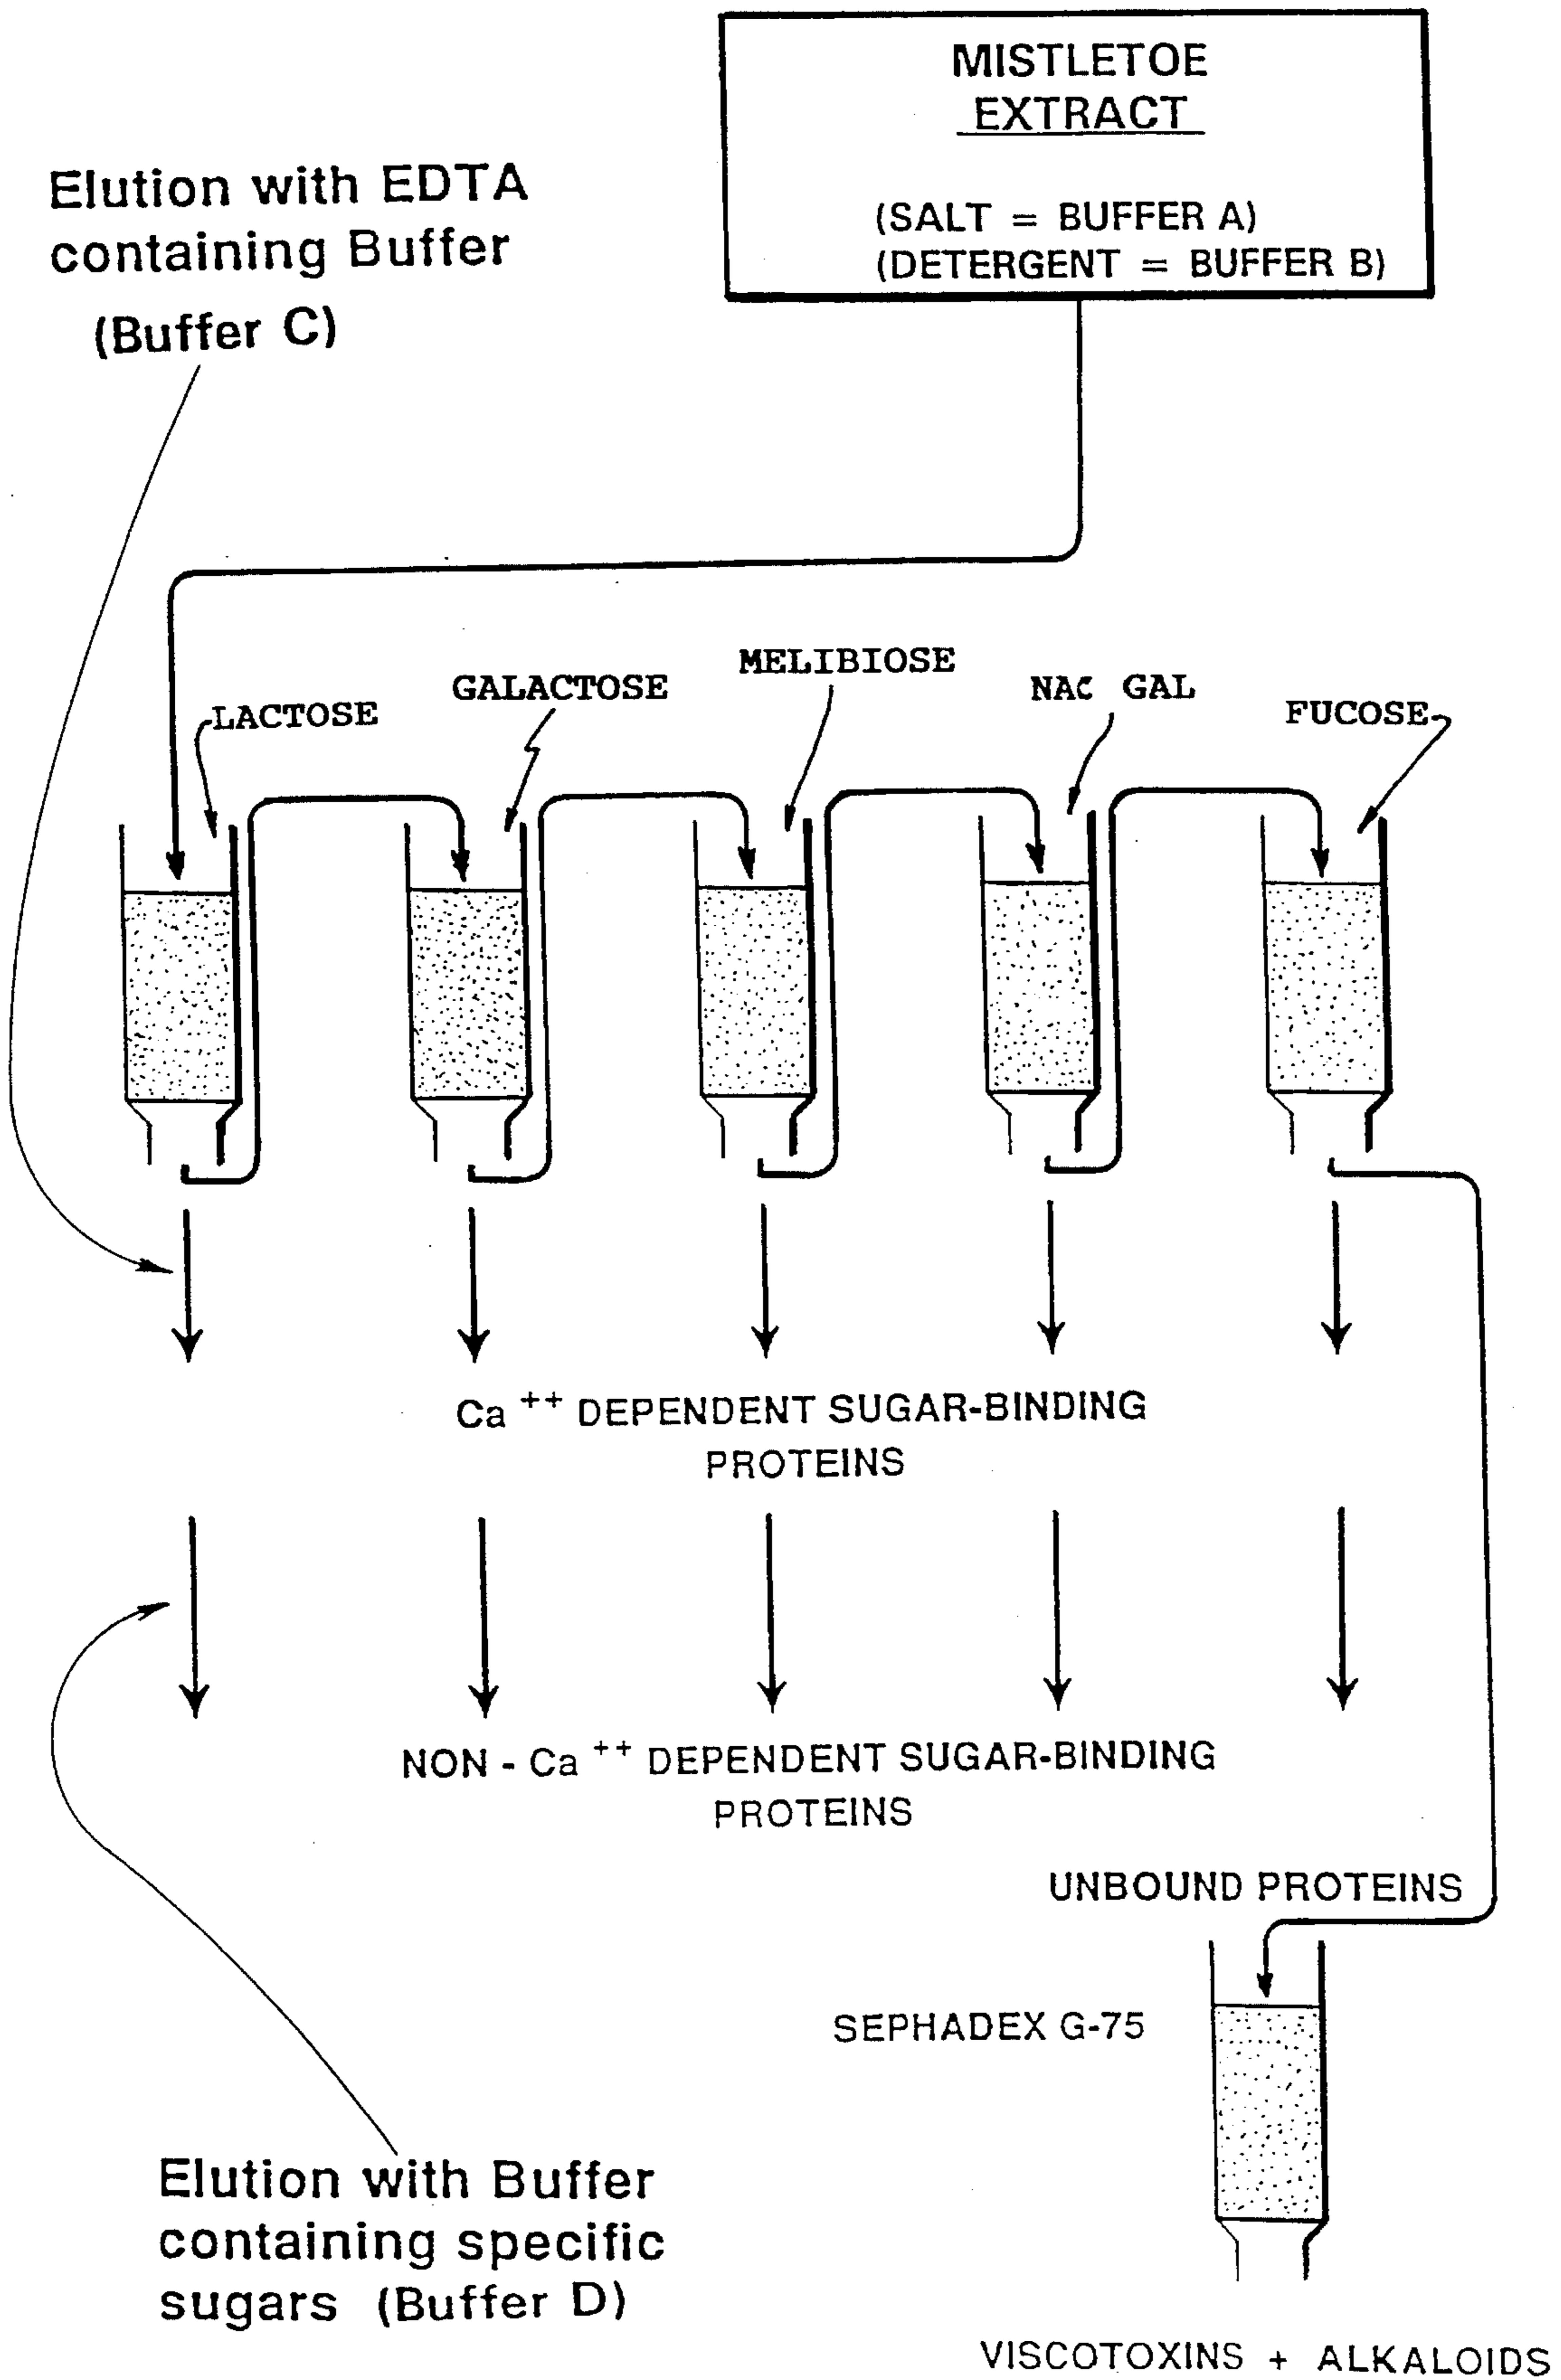 MISTLETOE
EXTRACT
(SALT = BUFFER A)
(DETERGENT = BUFFER B)
Elution with EDTA
containing Buffer
(Buffer C)
LACTOSE
GALACTOSE
MELIBIOSE
NAC GAL
FUCOSE
Ca ++ DEPENDENT SUGAR-BINDING
PROTEINS
NON - Ca ++ DEPENDENT SUGAR-BINDING
PROTEINS
UNBOUND PROTEINS
SEPHADEX G-75
Elution with Buffer
containing specific
sugars (Buffer D)
VISCOTOXINS + ALKALOIDS